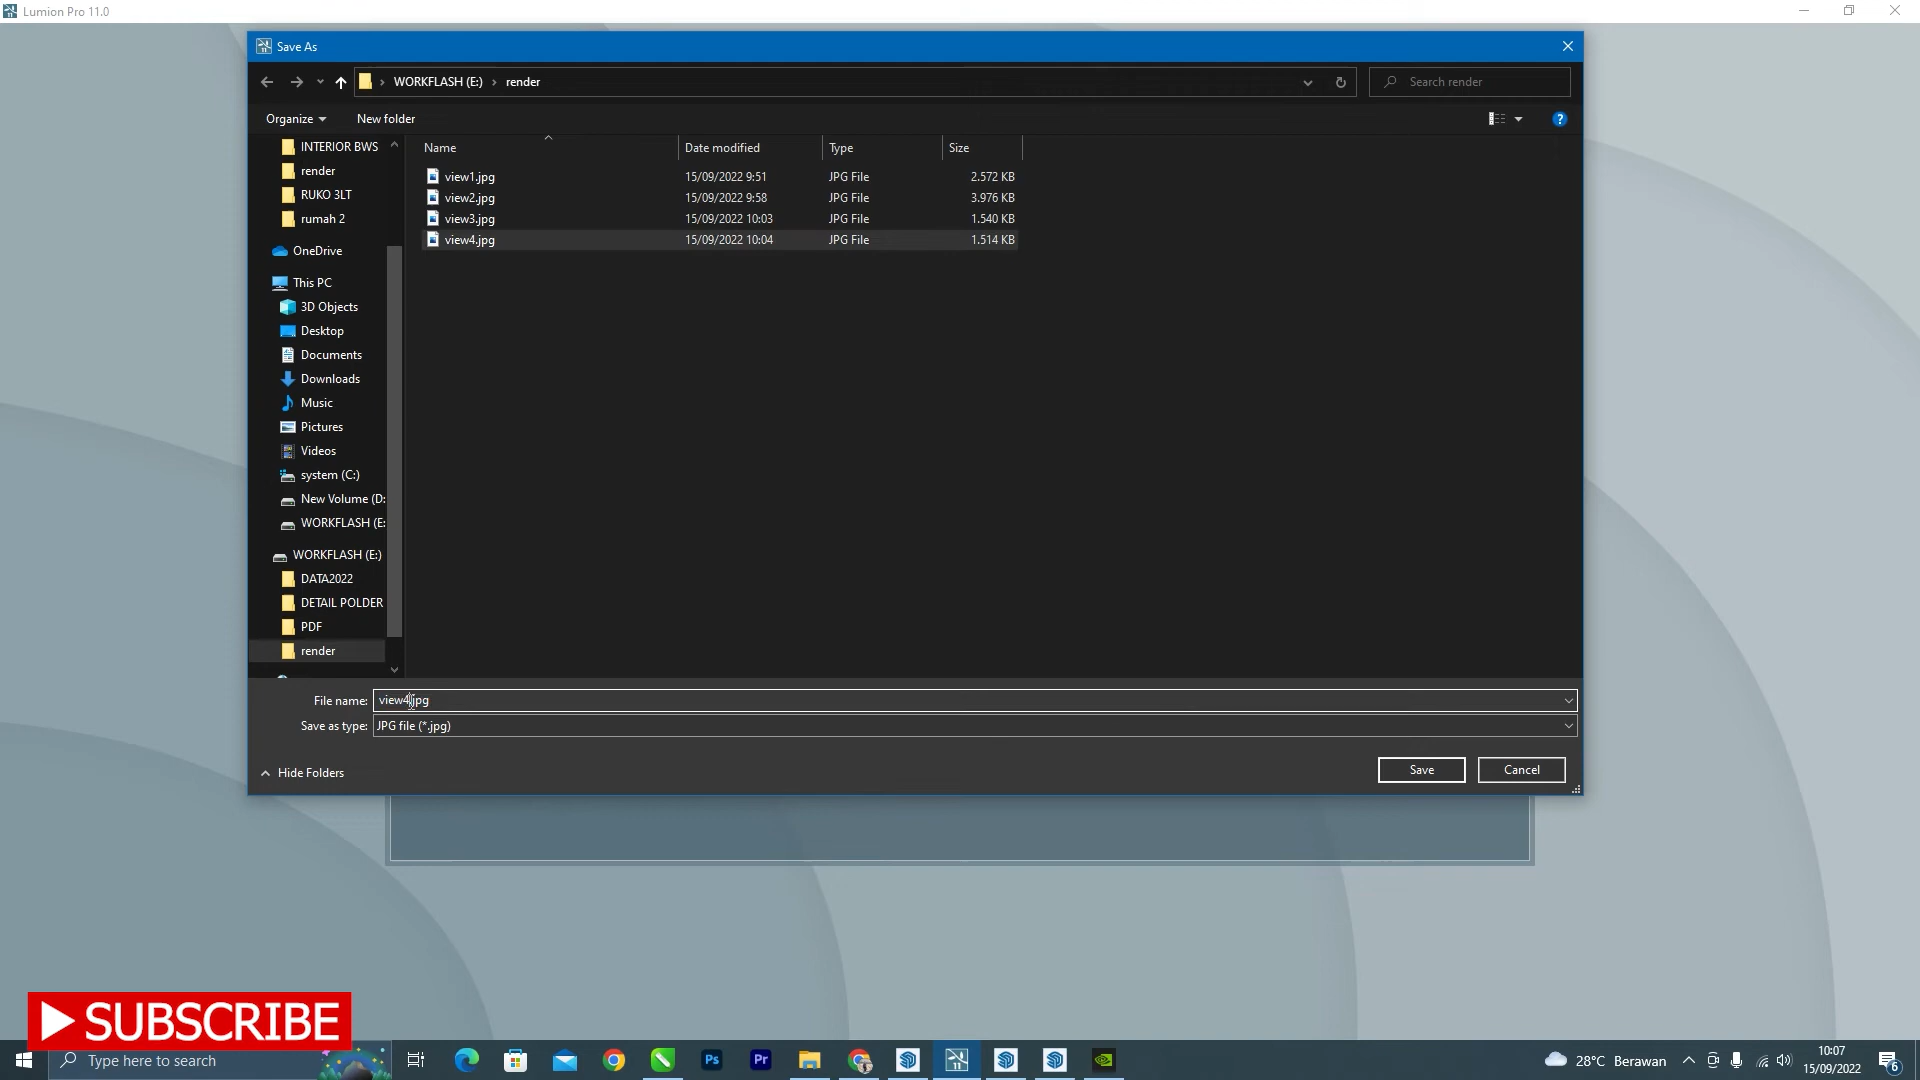 Lumion Pro 11.0
Save As
WORKFLASH (E:) › render
Search render
Organize
New folder
Name
Date modified
Type
Size
view1.jpg 15/09/2022 9:51 JPG File 2.572 KB
view2.jpg 15/09/2022 9:58 JPG File 3.976 KB
view3.jpg 15/09/2022 10:03 JPG File 1.540 KB
view4.jpg 15/09/2022 10:04 JPG File 1.514 KB
INTERIOR BWS
render
RUKO 3LT
rumah 2
OneDrive
This PC
3D Objects
Desktop
Documents
Downloads
Music
Pictures
Videos
system (C:)
New Volume (D:
WORKFLASH (E:
WORKFLASH (E:)
DATA2022
DETAIL POLDER
PDF
render
File name: view4.jpg
Save as type: JPG file (*.jpg)
Hide Folders
Save
Cancel
SUBSCRIBE
Type here to search
Ps
Pr
28°C Berawan
10:07
15/09/2022
6